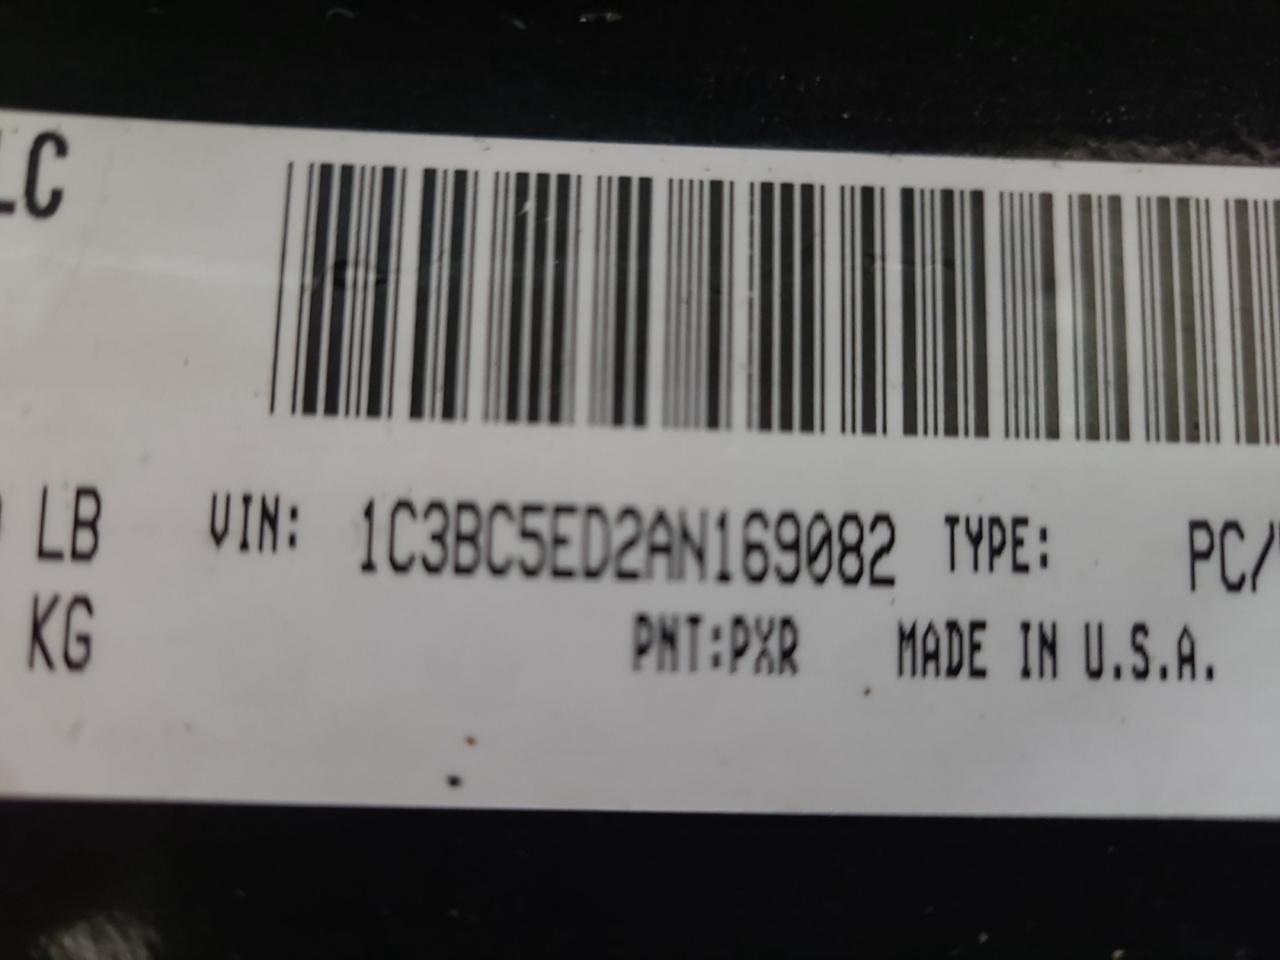 LC
LB VIN: 1C3BC5ED2AN169082 TYPE: PC/
KG PNT:PXR MADE IN U.S.A.